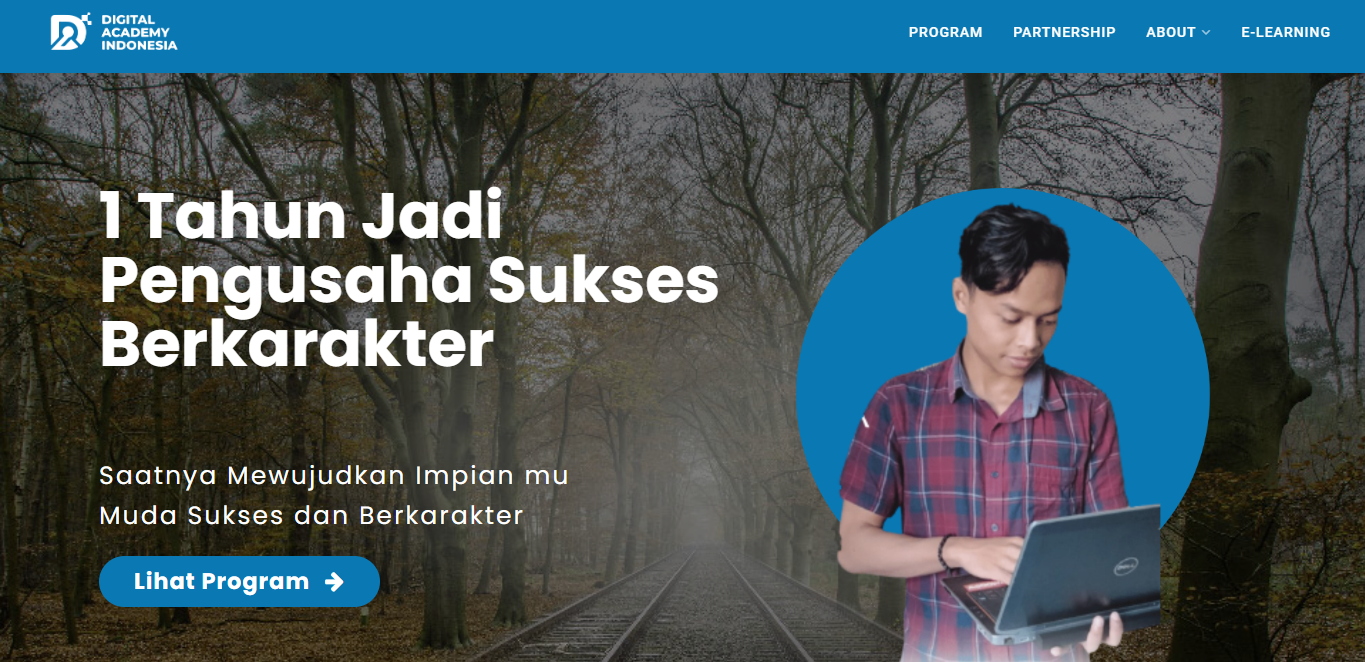 DIGITAL
ACADEMY
INDONESIA
PROGRAM
PARTNERSHIP
ABOUT
E-LEARNING
1 Tahun Jadi
Pengusaha Sukses
Berkarakter
Saatnya Mewujudkan Impian mu
Muda Sukses dan Berkarakter
Lihat Program
DELL